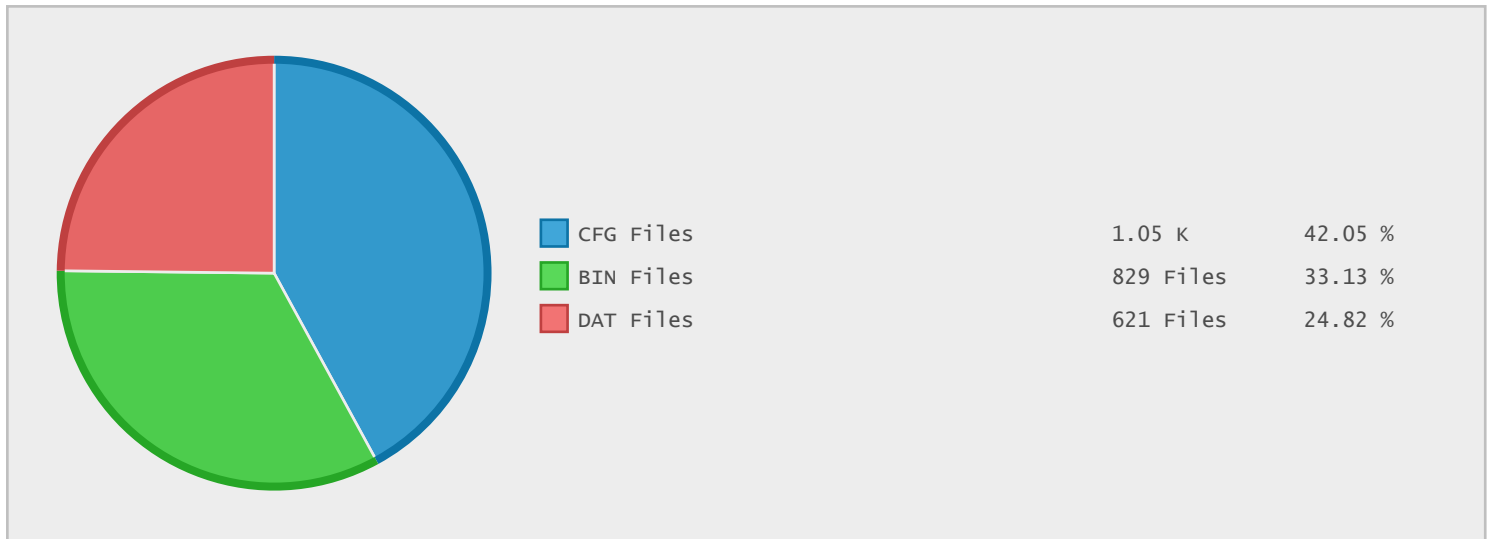 CFG Files 1.05 K 42.05 %
BIN Files 829 Files 33.13 %
DAT Files 621 Files 24.82 %